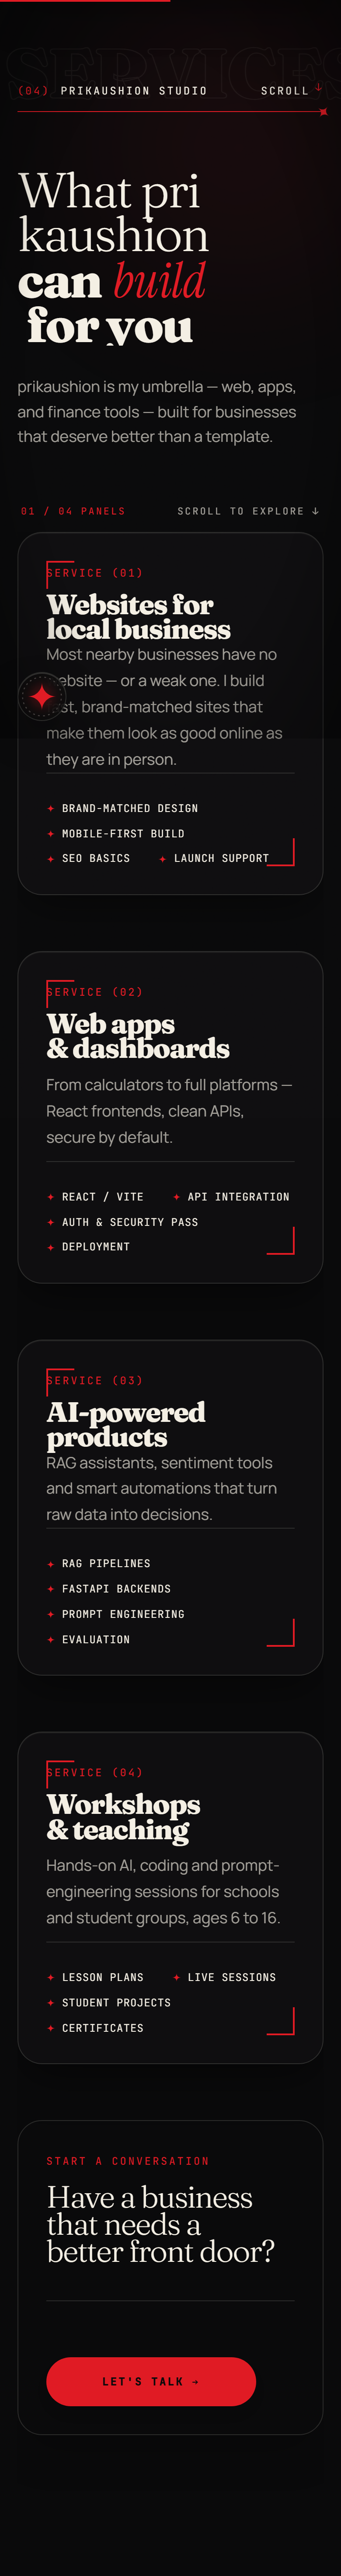 SERVICES
(04) PRIKAUSHION STUDIO SCROLL ↓
What pri
kaushion
can build
for you
prikaushion is my umbrella — web, apps,
and finance tools — built for businesses
that deserve better than a template.
01 / 04 PANELS SCROLL TO EXPLORE ↓
SERVICE (01)
Websites for
local business
Most nearby businesses have no
website — or a weak one. I build
brand-matched sites that
make them look as good online as
they are in person.
✦ BRAND-MATCHED DESIGN
✦ MOBILE-FIRST BUILD
✦ SEO BASICS ✦ LAUNCH SUPPORT
SERVICE (02)
Web apps
& dashboards
From calculators to full platforms —
React frontends, clean APIs,
secure by default.
✦ REACT / VITE ✦ API INTEGRATION
✦ AUTH & SECURITY PASS
✦ DEPLOYMENT
SERVICE (03)
AI-powered
products
RAG assistants, sentiment tools
and smart automations that turn
raw data into decisions.
✦ RAG PIPELINES
✦ FASTAPI BACKENDS
✦ PROMPT ENGINEERING
✦ EVALUATION
SERVICE (04)
Workshops
& teaching
Hands-on AI, coding and prompt-
engineering sessions for schools
and student groups, ages 6 to 16.
✦ LESSON PLANS ✦ LIVE SESSIONS
✦ STUDENT PROJECTS
✦ CERTIFICATES
START A CONVERSATION
Have a business
that needs a
better front door?
LET'S TALK →